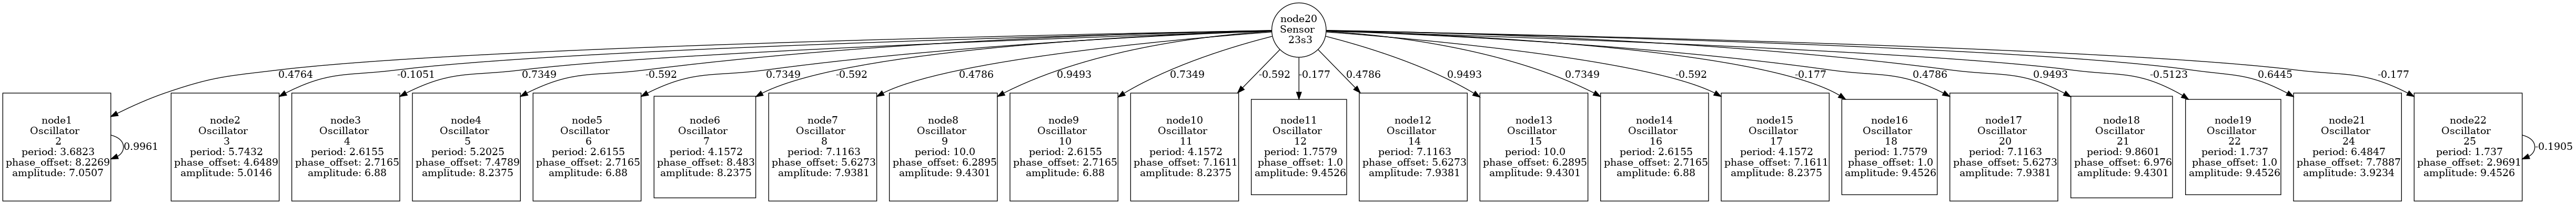 node20
Sensor
23s3
0.4764
-0.1051
0.7349
-0.592
0.7349
-0.592
0.4786
0.9493
0.7349
-0.592
-0.177
0.4786
0.9493
0.7349
-0.592
-0.177
0.4786
0.9493
-0.5123
0.6445
-0.177
node1
Oscillator
2
period: 3.6823
phase_offset: 8.2269
amplitude: 7.0507
0.9961
node2
Oscillator
3
period: 5.7432
phase_offset: 4.6489
amplitude: 5.0146
node3
Oscillator
4
period: 2.6155
phase_offset: 2.7165
amplitude: 6.88
node4
Oscillator
5
period: 5.2025
phase_offset: 7.4789
amplitude: 8.2375
node5
Oscillator
6
period: 2.6155
phase_offset: 2.7165
amplitude: 6.88
node6
Oscillator
7
period: 4.1572
phase_offset: 8.483
amplitude: 8.2375
node7
Oscillator
8
period: 7.1163
phase_offset: 5.6273
amplitude: 7.9381
node8
Oscillator
9
period: 10.0
phase_offset: 6.2895
amplitude: 9.4301
node9
Oscillator
10
period: 2.6155
phase_offset: 2.7165
amplitude: 6.88
node10
Oscillator
11
period: 4.1572
phase_offset: 7.1611
amplitude: 8.2375
node11
Oscillator
12
period: 1.7579
phase_offset: 1.0
amplitude: 9.4526
node12
Oscillator
14
period: 7.1163
phase_offset: 5.6273
amplitude: 7.9381
node13
Oscillator
15
period: 10.0
phase_offset: 6.2895
amplitude: 9.4301
node14
Oscillator
16
period: 2.6155
phase_offset: 2.7165
amplitude: 6.88
node15
Oscillator
17
period: 4.1572
phase_offset: 7.1611
amplitude: 8.2375
node16
Oscillator
18
period: 1.7579
phase_offset: 1.0
amplitude: 9.4526
node17
Oscillator
20
period: 7.1163
phase_offset: 5.6273
amplitude: 7.9381
node18
Oscillator
21
period: 9.8601
phase_offset: 6.976
amplitude: 9.4301
node19
Oscillator
22
period: 1.737
phase_offset: 1.0
amplitude: 9.4526
node21
Oscillator
24
period: 6.4847
phase_offset: 7.7887
amplitude: 3.9234
node22
Oscillator
25
period: 1.737
phase_offset: 2.9691
amplitude: 9.4526
-0.1905